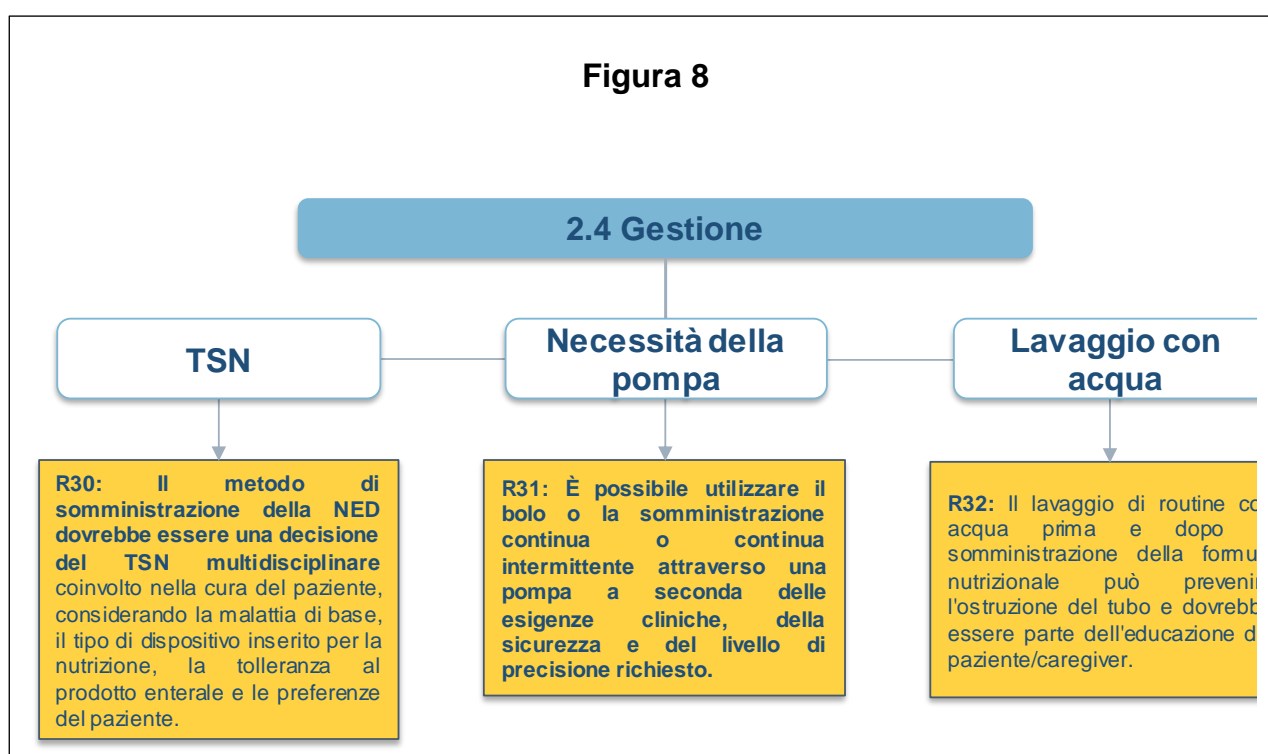 Figura 8
2.4 Gestione
TSN
Necessità della
pompa
Lavaggio con
acqua
R30: Il metodo di
somministrazione della NED
dovrebbe essere una decisione
del TSN multidisciplinare
coinvolto nella cura del paziente,
considerando la malattia di base,
il tipo di dispositivo inserito per la
nutrizione, la tolleranza al
prodotto enterale e le preferenze
del paziente.
R31: È possibile utilizzare il
bolo o la somministrazione
continua o continua
intermittente attraverso una
pompa a seconda delle
esigenze cliniche, della
sicurezza e del livello di
precisione richiesto.
R32: Il lavaggio di routine
acqua prima e dopo
somministrazione della
nutrizionale può
l'ostruzione del tubo e
essere parte dell'educazione
paziente/caregiver.